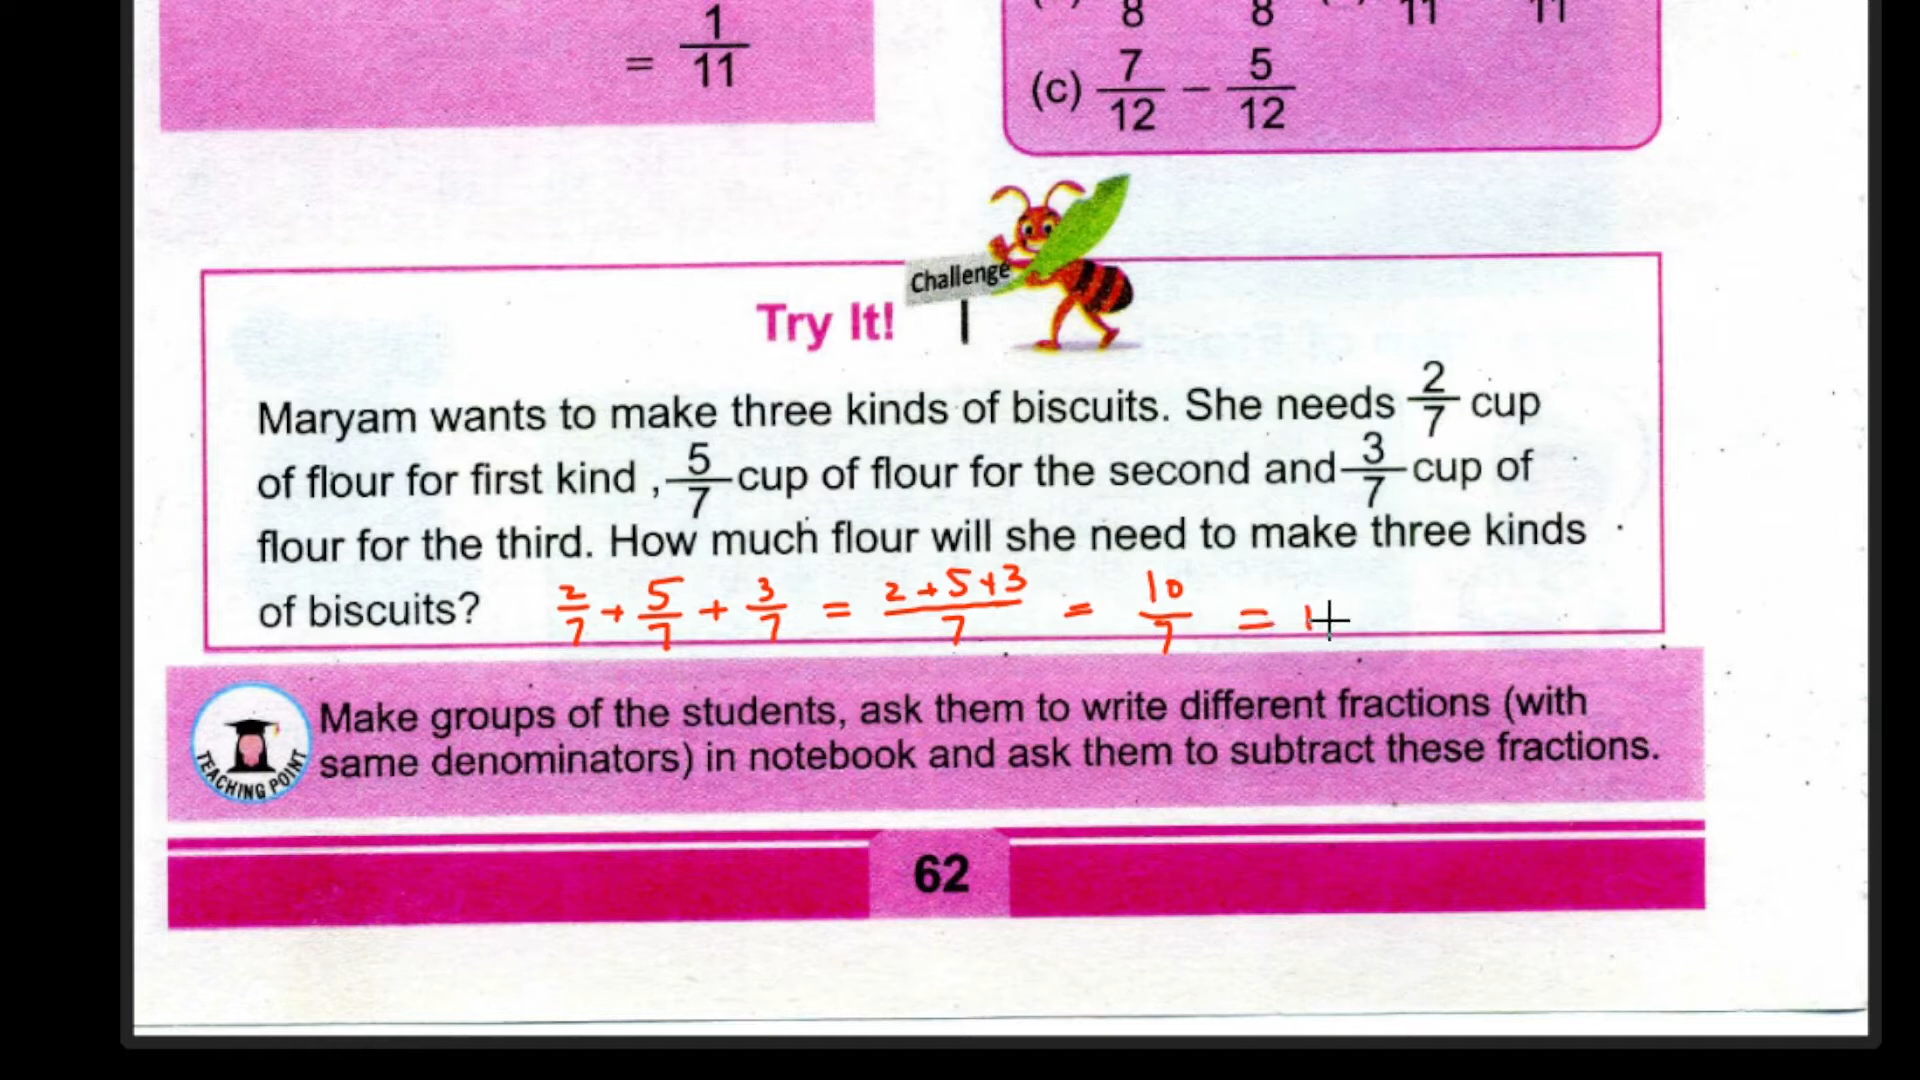 = 1/11
8 8 11 11
(c) 7/12 − 5/12
Challenge
Try It!
Maryam wants to make three kinds of biscuits. She needs 2/7 cup
of flour for first kind , 5/7 cup of flour for the second and 3/7 cup of
flour for the third. How much flour will she need to make three kinds
of biscuits? 2/7 + 5/7 + 3/7 = 2+5+3/7 = 10/7 = 1
Make groups of the students, ask them to write different fractions (with
same denominators) in notebook and ask them to subtract these fractions.
TEACHING POINT
62